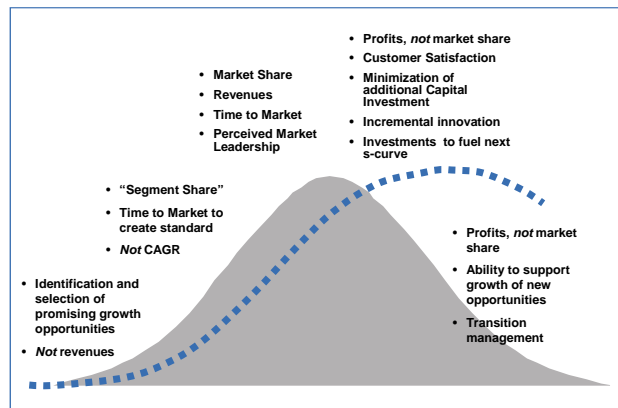 • Identification and
selection of
promising growth
opportunities
• Not revenues
• “Segment Share”
• Time to Market to
create standard
• Not CAGR
• Market Share
• Revenues
• Time to Market
• Perceived Market
Leadership
• Profits, not market share
• Customer Satisfaction
• Minimization of
additional Capital
Investment
• Incremental innovation
• Investments to fuel next
s-curve
• Profits, not market
share
• Ability to support
growth of new
opportunities
• Transition
management